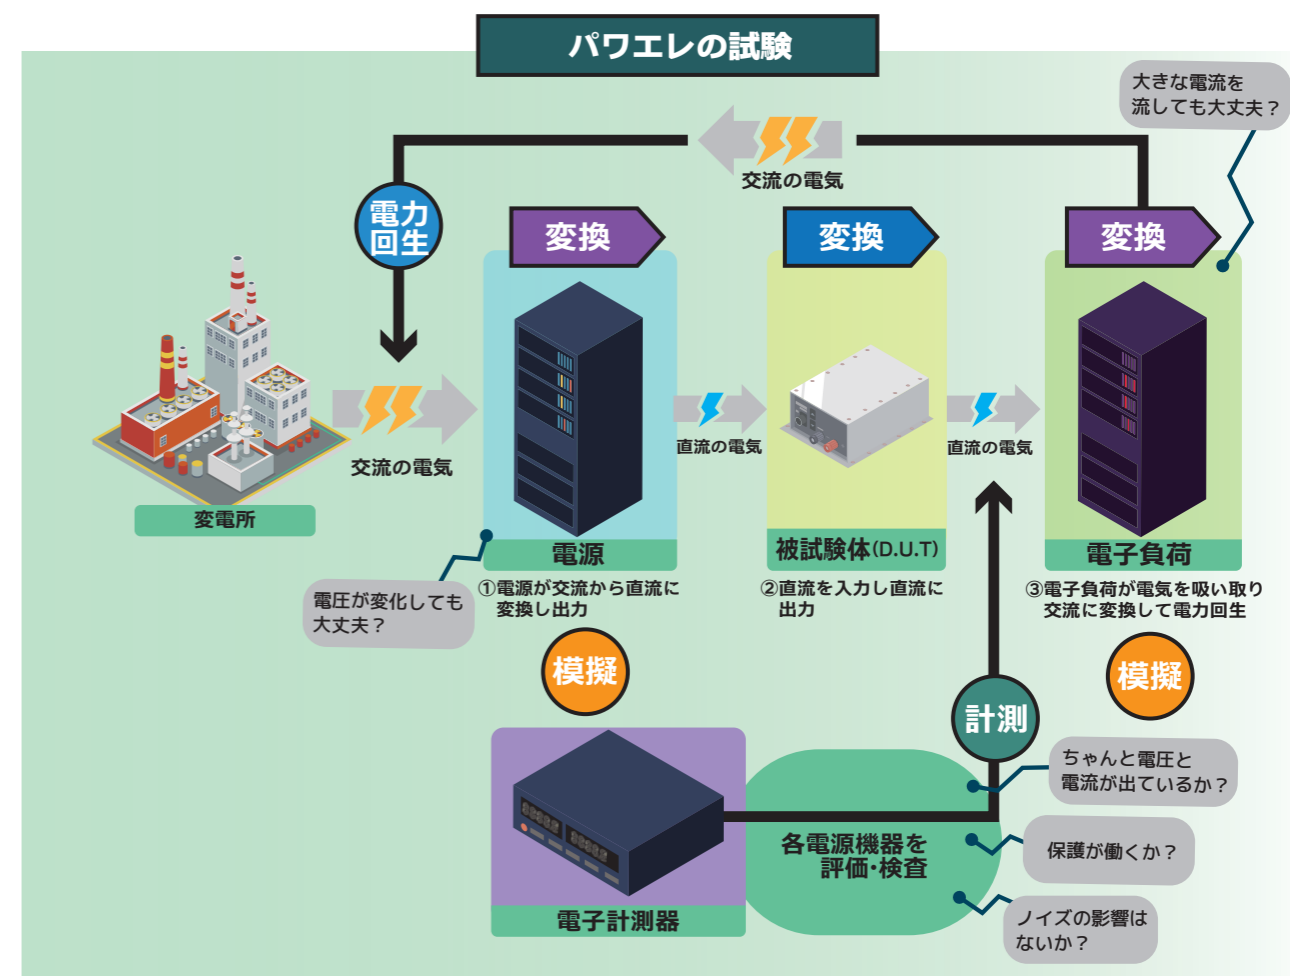 パワエレの試験
大きな電流を
流しても大丈夫？
交流の電気
電力
回生
変換
変換
変換
交流の電気
直流の電気
直流の電気
変電所
電源
被試験体(D.U.T)
電子負荷
①電源が交流から直流に
変換し出力
②直流を入力し直流に
出力
③電子負荷が電気を吸い取り
交流に変換して電力回生
電圧が変化しても
大丈夫？
模擬
模擬
計測
ちゃんと電圧と
電流が出ているか？
各電源機器を
評価・検査
保護が働くか？
電子計測器
ノイズの影響は
ないか？